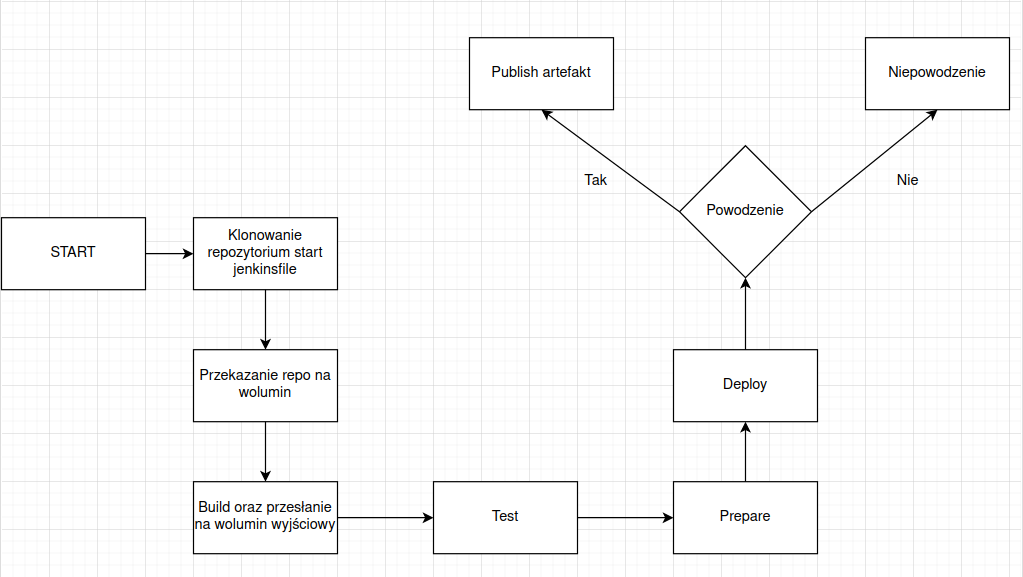 START
Klonowanie
repozytorium start
jenkinsfile
Przekazanie repo na
wolumin
Build oraz przesłanie
na wolumin wyjściowy
Test
Prepare
Deploy
Powodzenie
Tak
Nie
Publish artefakt
Niepowodzenie